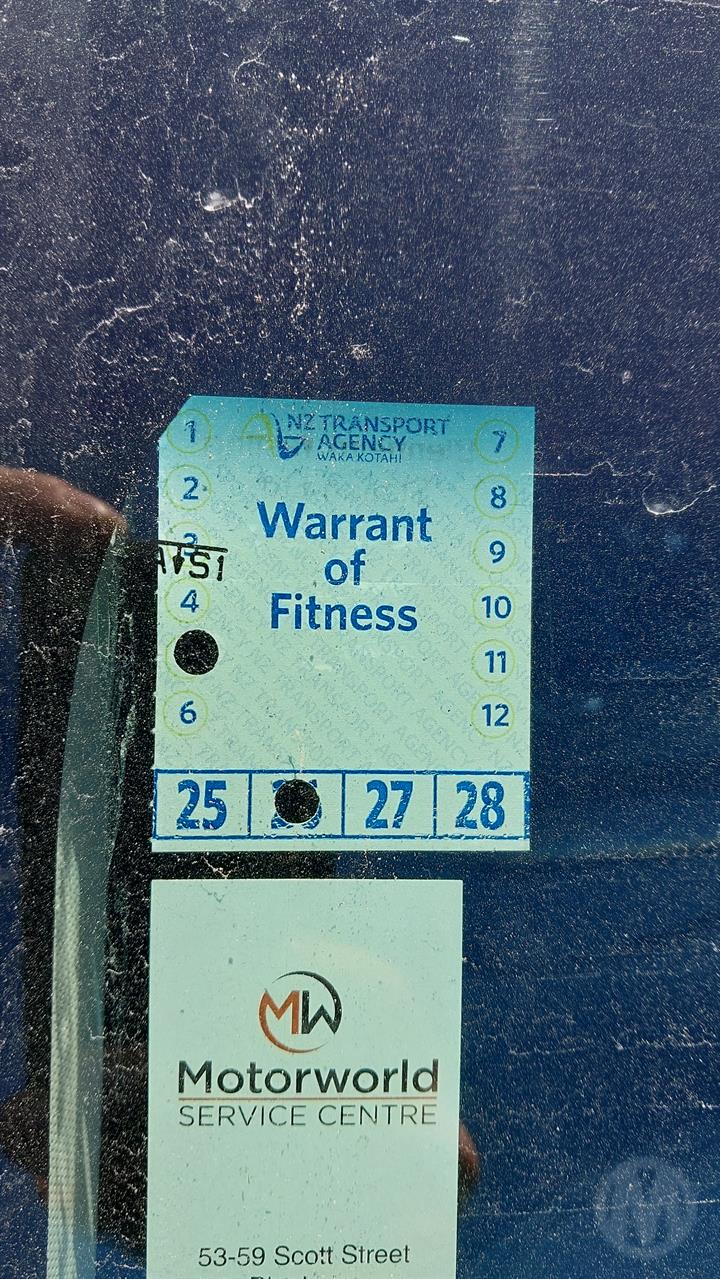 NZ TRANSPORT
AGENCY
WAKA KOTAHI
1
2
3
4
6
7
8
9
10
11
12
Warrant
of
Fitness
25 27 28
MW
Motorworld
SERVICE CENTRE
53-59 Scott Street